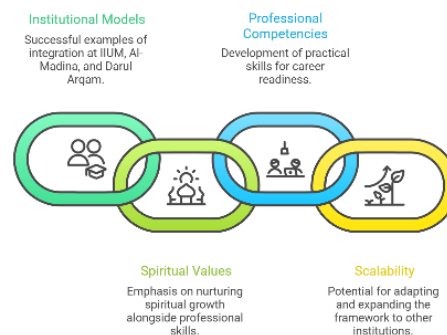 Institutional Models
Successful examples of
integration at IIUM, Al-
Madina, and Darul
Arqam.
Professional
Competencies
Development of practical
skills for career
readiness.
Spiritual Values
Emphasis on nurturing
spiritual growth
alongside professional
skills.
Scalability
Potential for adapting
and expanding the
framework to other
institutions.